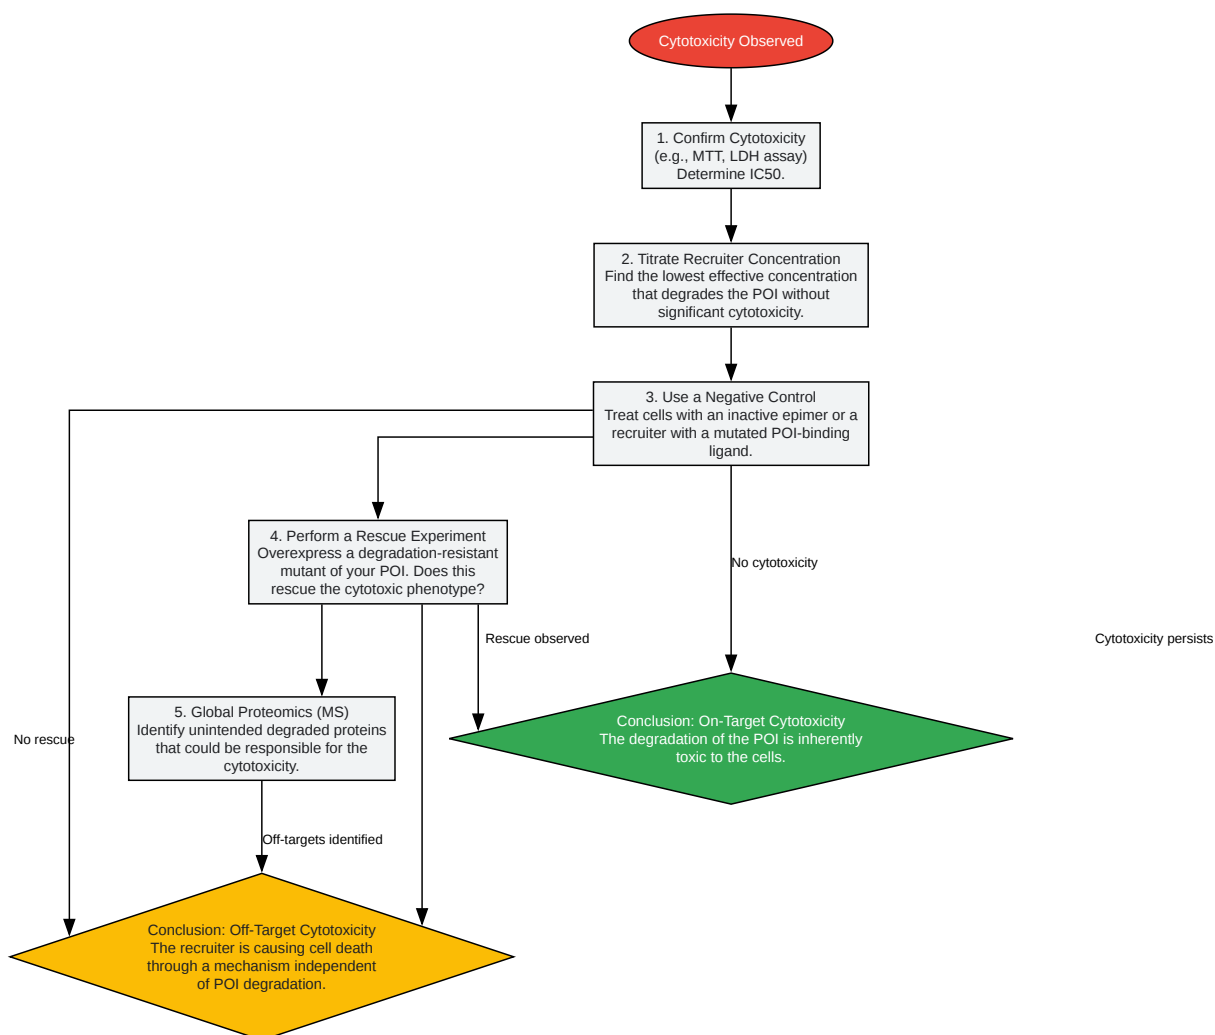 Cytotoxicity Observed
1. Confirm Cytotoxicity
(e.g., MTT, LDH assay)
Determine IC50.
2. Titrate Recruiter Concentration
Find the lowest effective concentration
that degrades the POI without
significant cytotoxicity.
3. Use a Negative Control
Treat cells with an inactive epimer or a
recruiter with a mutated POI-binding
ligand.
4. Perform a Rescue Experiment
Overexpress a degradation-resistant
mutant of your POI. Does this
rescue the cytotoxic phenotype?
No cytotoxicity
Rescue observed
Cytotoxicity persists
5. Global Proteomics (MS)
Identify unintended degraded proteins
that could be responsible for the
cytotoxicity.
Conclusion: On-Target Cytotoxicity
The degradation of the POI is inherently
toxic to the cells.
No rescue
Off-targets identified
Conclusion: Off-Target Cytotoxicity
The recruiter is causing cell death
through a mechanism independent
of POI degradation.